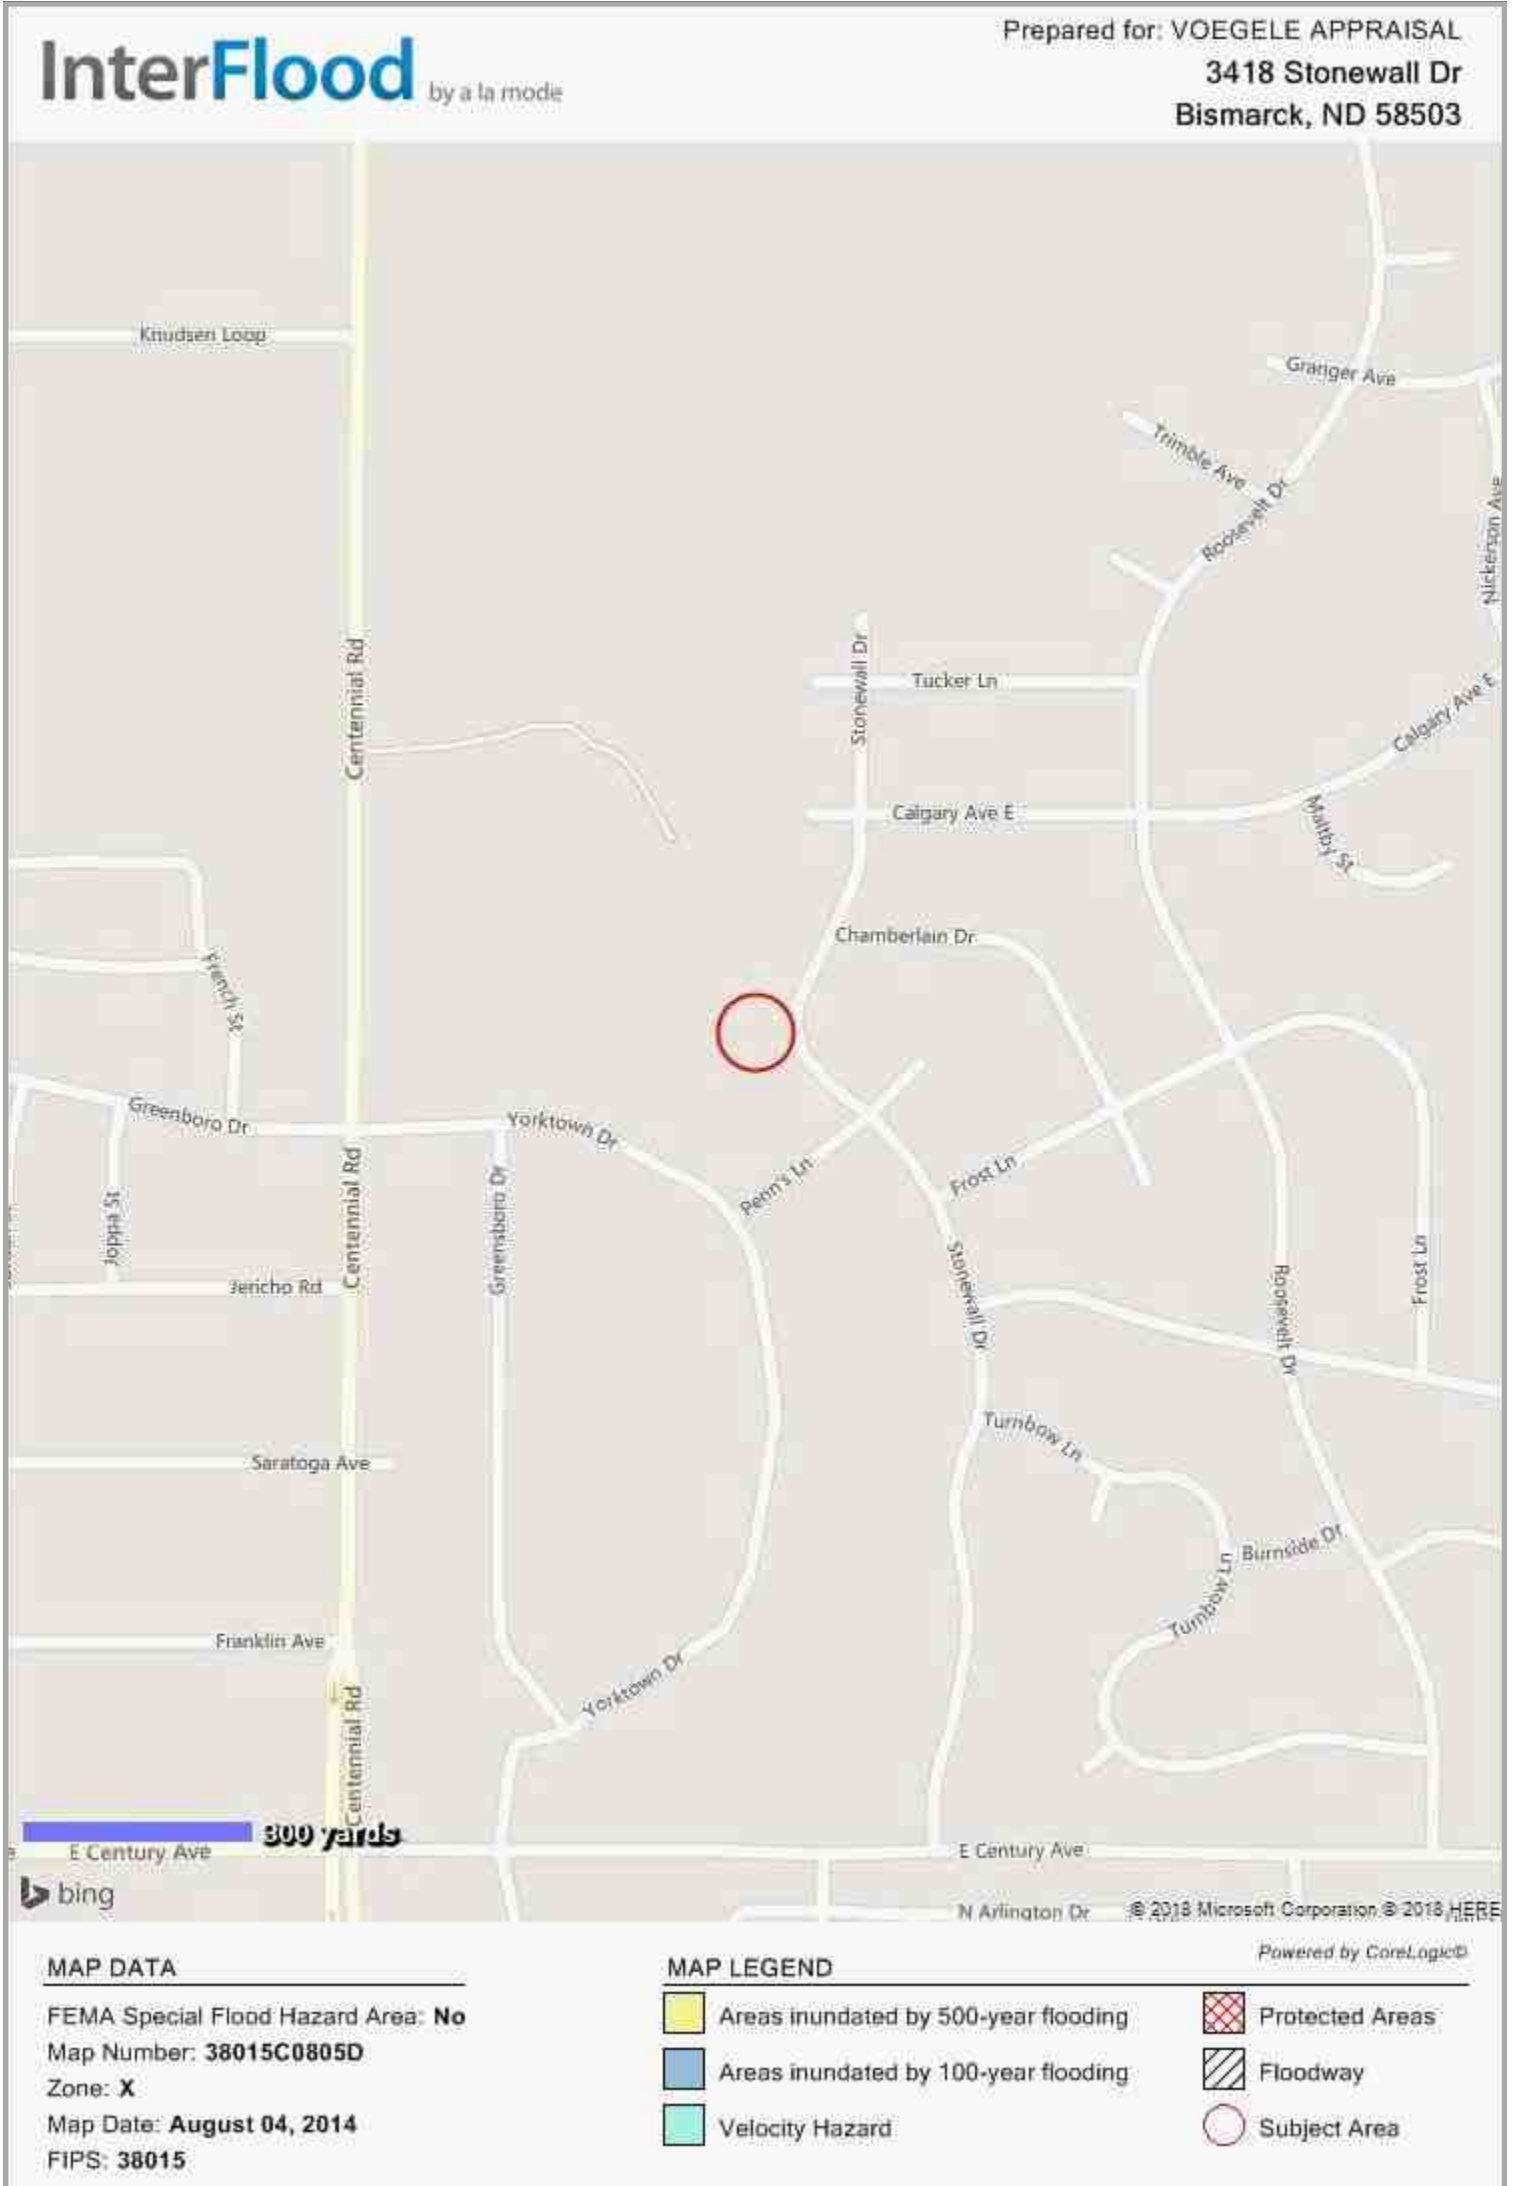 InterFlood by a la mode
Prepared for: VOEGELE APPRAISAL
3418 Stonewall Dr
Bismarck, ND 58503
Knudsen Loop
Granger Ave
Trimble Ave
Roosevelt Dr
Nickerson Ave
Centennial Rd
Stonewall Dr
Tucker Ln
Calgary Ave E
Calgary Ave E
Maltby St
Chamberlain Dr
French St
Greenboro Dr
Yorktown Dr
Penn's Ln
Frost Ln
Joppa St
Centennial Rd
Greensboro Dr
Stonewall Dr
Roosevelt Dr
Frost Ln
Jericho Rd
Turnbow Ln
Saratoga Ave
Burnside Dr
Turnbow Ln
Franklin Ave
Yorktown Dr
Centennial Rd
300 yards
E Century Ave
E Century Ave
bing
N Arlington Dr
© 2018 Microsoft Corporation © 2018 HERE
Powered by CoreLogic©
MAP DATA
FEMA Special Flood Hazard Area: No
Map Number: 38015C0805D
Zone: X
Map Date: August 04, 2014
FIPS: 38015
MAP LEGEND
Areas inundated by 500-year flooding
Areas inundated by 100-year flooding
Velocity Hazard
Protected Areas
Floodway
Subject Area